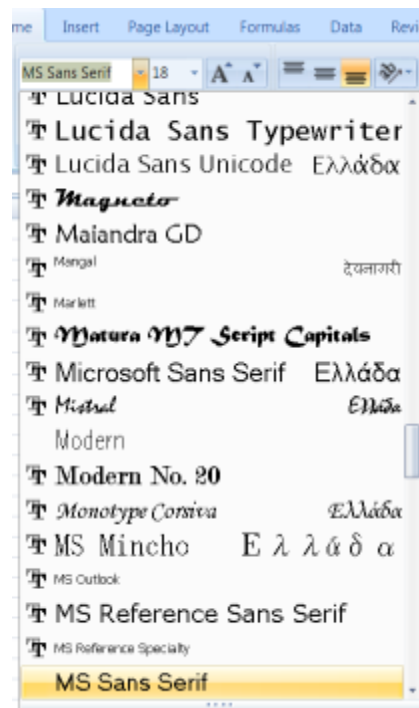 me Insert Page Layout Formulas Data Revi
MS Sans Serif 18 A A
Lucida Sans
Lucida Sans Typewriter
Lucida Sans Unicode Ελλάδα
Magneto
Maiandra GD
Mangal देवनागरी
Marlett
Matura MT Script Capitals
Microsoft Sans Serif Ελλάδα
Mistral Ελλάδα
Modern
Modern No. 20
Monotype Corsiva Ελλάδα
MS Mincho Ελλάδα
MS Outlook
MS Reference Sans Serif
MS Reference Specialty
MS Sans Serif